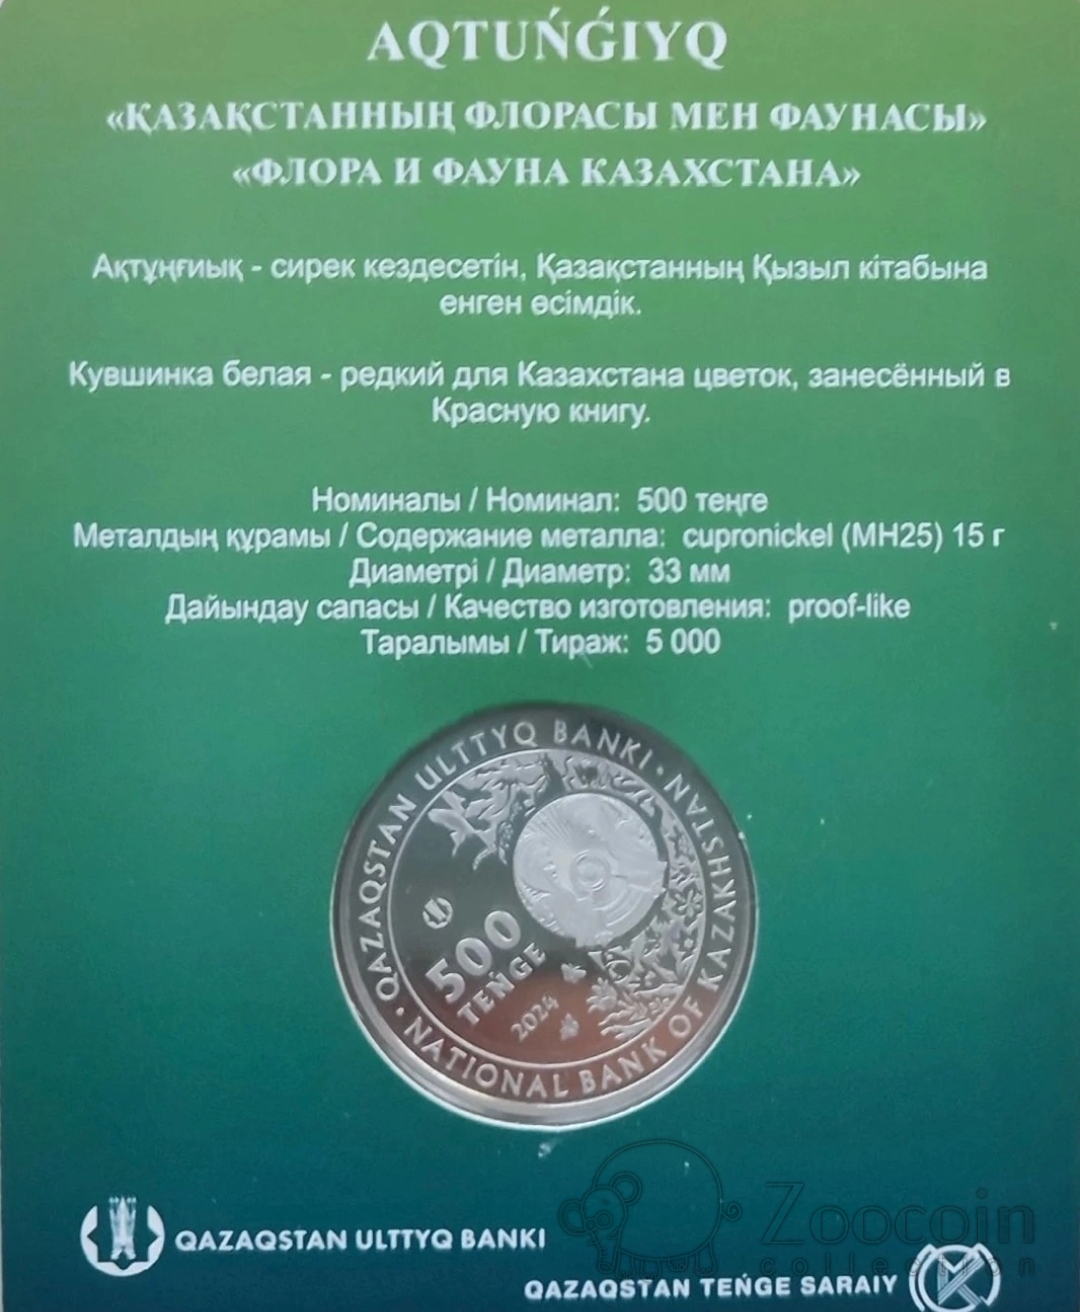 AQTUŃǴIYQ
«ҚАЗАҚСТАННЫҢ ФЛОРАСЫ МЕН ФАУНАСЫ»
«ФЛОРА И ФАУНА КАЗАХСТАНА»
Ақтұңғиық - сирек кездесетін, Қазақстанның Қызыл кітабына
енген өсімдік.
Кувшинка белая - редкий для Казахстана цветок, занесённый в
Красную книгу.
Номиналы / Номинал: 500 теңге
Металдың құрамы / Содержание металла: cupronickel (МН25) 15 г
Диаметрі / Диаметр: 33 мм
Дайындау сапасы / Качество изготовления: proof-like
Таралымы / Тираж: 5 000
QAZAQSTAN ULTTYQ BANKI • NATIONAL BANK OF KAZAKHSTAN •
500
TEŃGE
2024
Zoocoin
collection
QAZAQSTAN ULTTYQ BANKI
QAZAQSTAN TEŃGE SARAIY